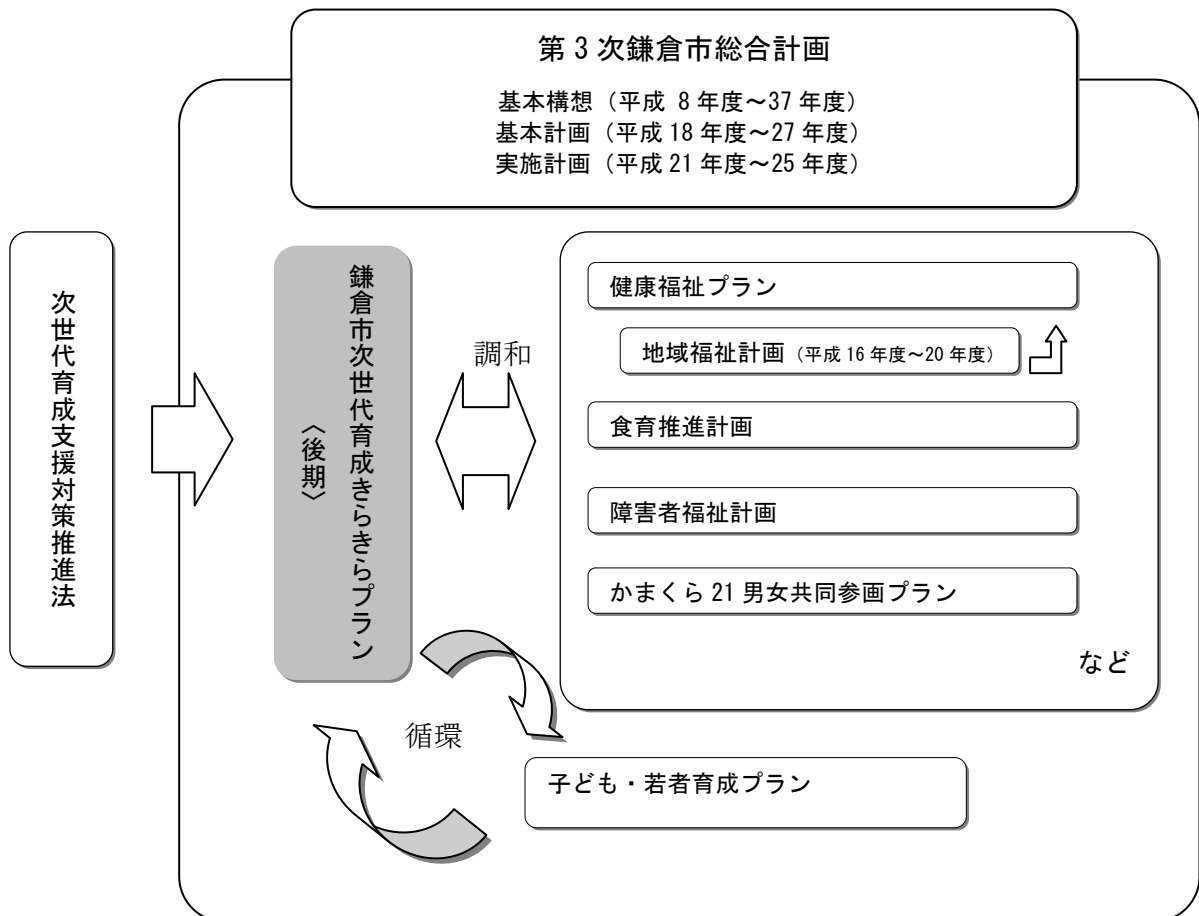 第3次鎌倉市総合計画
基本構想（平成 8年度～37年度）
基本計画（平成18年度～27年度）
実施計画（平成21年度～25年度）
次世代育成支援対策推進法
鎌倉市次世代育成きらきらプラン
〈後期〉
調和
健康福祉プラン
地域福祉計画（平成16年度～20年度）
食育推進計画
障害者福祉計画
かまくら21男女共同参画プラン
など
循環
子ども・若者育成プラン